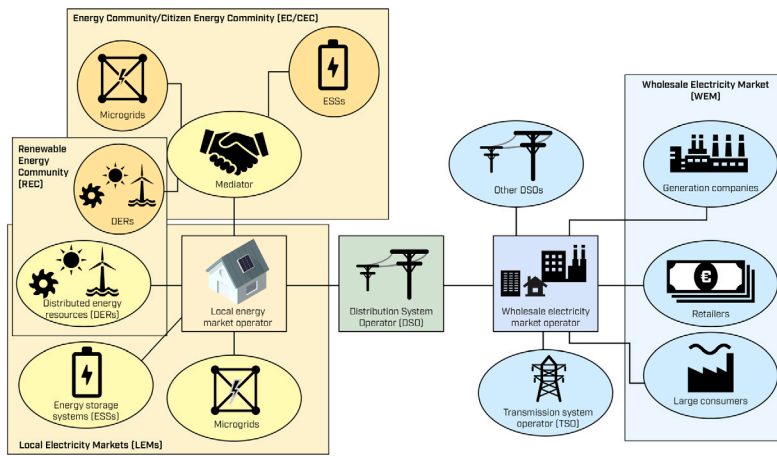 Energy Community/Citizen Energy Comminity (EC/CEC)
Microgrids
ESSs
Mediator
Renewable
Energy
Community
(REC)
DERs
Distributed energy
resources (DERs)
Local energy
market operator
Energy storage
systems (ESSs)
Microgrids
Local Electricity Markets (LEMs)
Distribution System
Operator (DSO)
Other DSOs
Wholesale electricity
market operator
Transmission system
operator (TSO)
Wholesale Electricity Market
(WEM)
Generation companies
€
Retailers
Large consumers